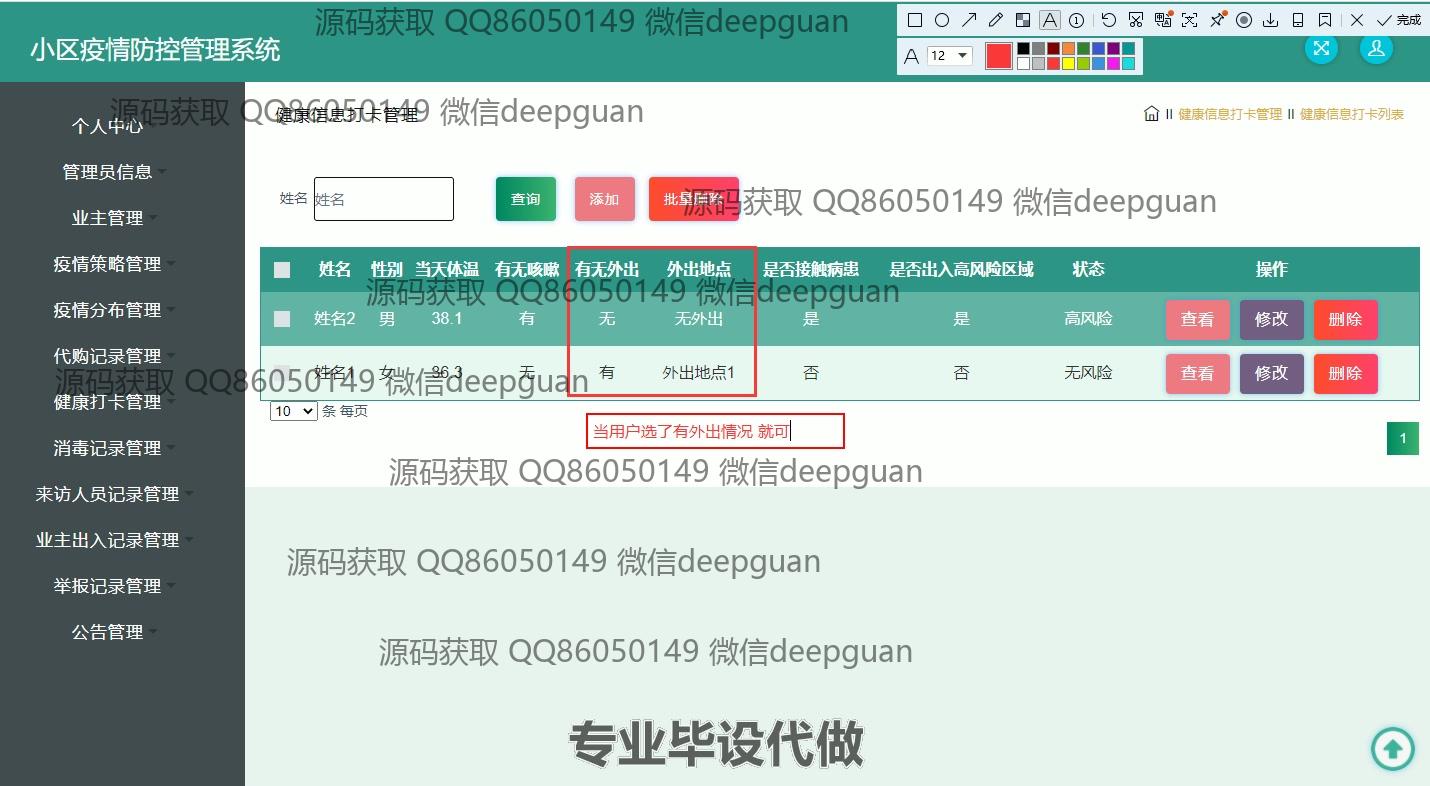 源码获取 QQ86050149 微信deepguan
完成
小区疫情防控管理系统
A 12
源码获取 QQ86050149 微信deepguan
个人中心
管理员信息
业主管理
疫情策略管理
疫情分布管理
代购记录管理
健康打卡管理
消毒记录管理
来访人员记录管理
业主出入记录管理
举报记录管理
公告管理
健康信息打卡管理
II 健康信息打卡管理 II 健康信息打卡列表
姓名 姓名 查询 添加 批量删除
源码获取 QQ86050149 微信deepguan
姓名 性别 当天体温 有无咳嗽 有无外出 外出地点 是否接触病患 是否出入高风险区域 状态 操作
源码获取 QQ86050149 微信deepguan
姓名2 男 38.1 有 无 无外出 是 是 高风险 查看 修改 删除
姓名1 女 36.3 无 有 外出地点1 否 否 无风险 查看 修改 删除
源码获取 QQ86050149 微信deepguan
10 条 每页
当用户选了有外出情况 就可
1
源码获取 QQ86050149 微信deepguan
源码获取 QQ86050149 微信deepguan
源码获取 QQ86050149 微信deepguan
专业毕设代做